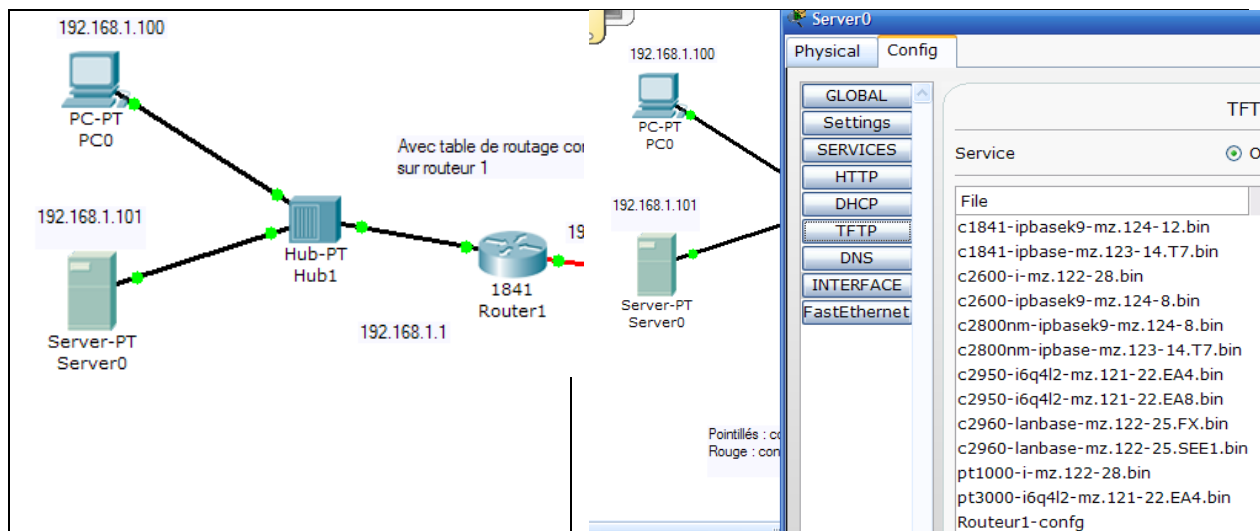 192.168.1.100
PC-PT
PC0
Avec table de routage
sur routeur 1
192.168.1.101
Hub-PT
Hub1
1841
Router1
192.168.1.1
Server-PT
Server0
192.168.1.100
PC-PT
PC0
192.168.1.101
Server-PT
Server0
Pointillés :
Rouge :
Server0
Physical
Config
GLOBAL
Settings
SERVICES
HTTP
DHCP
TFTP
DNS
INTERFACE
FastEthernet
TFT
Service
File
c1841-ipbasek9-mz.124-12.bin
c1841-ipbase-mz.123-14.T7.bin
c2600-i-mz.122-28.bin
c2600-ipbasek9-mz.124-8.bin
c2800nm-ipbasek9-mz.124-8.bin
c2800nm-ipbase-mz.123-14.T7.bin
c2950-i6q4l2-mz.121-22.EA4.bin
c2950-i6q4l2-mz.121-22.EA8.bin
c2960-lanbase-mz.122-25.FX.bin
c2960-lanbase-mz.122-25.SEE1.bin
pt1000-i-mz.122-28.bin
pt3000-i6q4l2-mz.121-22.EA4.bin
Routeur1-confg